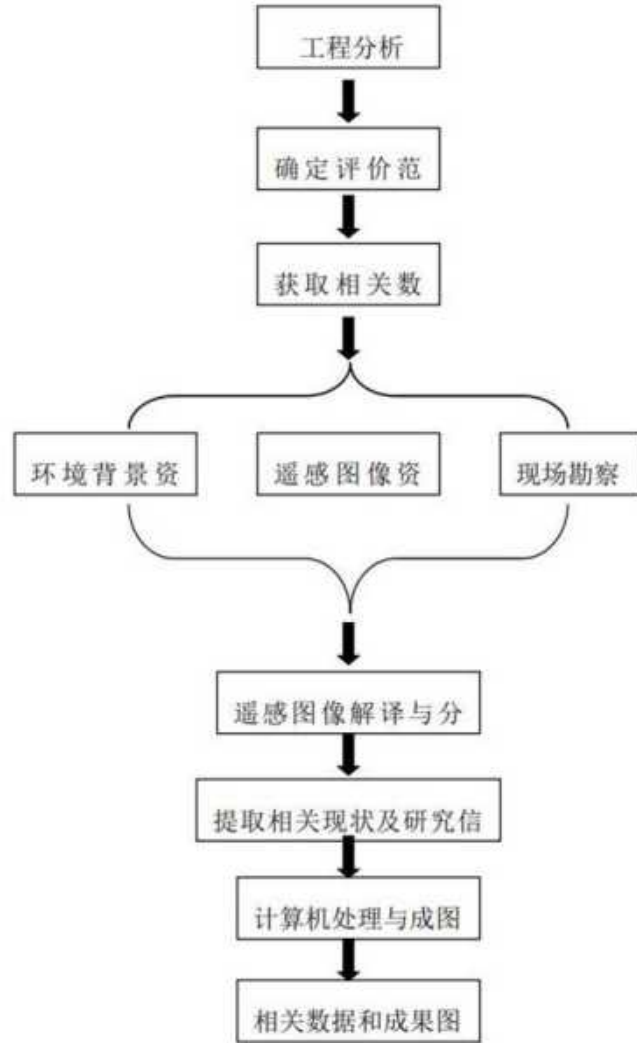 工程分析
确定评价范
获取相关数
环境背景资
遥感图像资
现场勘察
遥感图像解译与分
提取相关现状及研究信
计算机处理与成图
相关数据和成果图